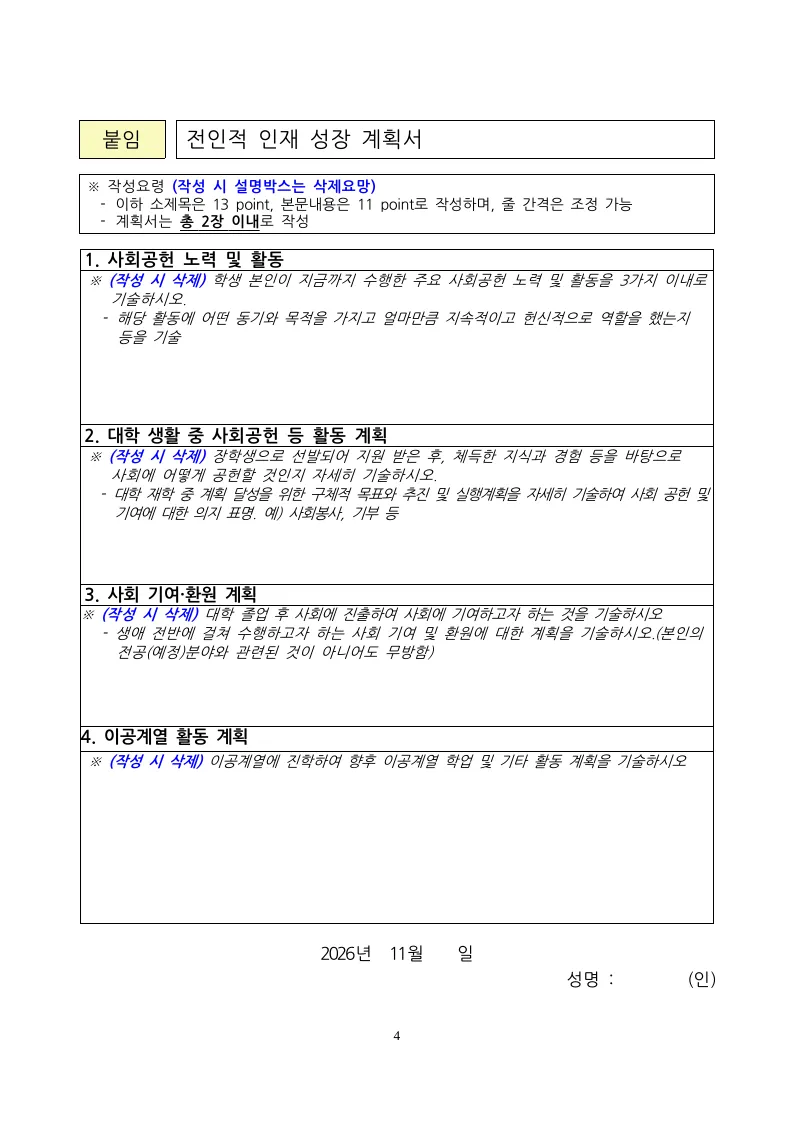 붙임
전인적 인재 성장 계획서
※ 작성요령 (작성 시 설명박스는 삭제요망)
- 이하 소제목은 13 point, 본문내용은 11 point로 작성하며, 줄 간격은 조정 가능
- 계획서는 총 2장 이내로 작성
1. 사회공헌 노력 및 활동
※ (작성 시 삭제) 학생 본인이 지금까지 수행한 주요 사회공헌 노력 및 활동을 3가지 이내로
기술하시오.
- 해당 활동에 어떤 동기와 목적을 가지고 얼마만큼 지속적이고 헌신적으로 역할을 했는지
등을 기술
2. 대학 생활 중 사회공헌 등 활동 계획
※ (작성 시 삭제) 장학생으로 선발되어 지원 받은 후, 체득한 지식과 경험 등을 바탕으로
사회에 어떻게 공헌할 것인지 자세히 기술하시오.
- 대학 재학 중 계획 달성을 위한 구체적 목표와 추진 및 실행계획을 자세히 기술하여 사회 공헌 및
기여에 대한 의지 표명. 예) 사회봉사, 기부 등
3. 사회 기여·환원 계획
※ (작성 시 삭제) 대학 졸업 후 사회에 진출하여 사회에 기여하고자 하는 것을 기술하시오
- 생애 전반에 걸쳐 수행하고자 하는 사회 기여 및 환원에 대한 계획을 기술하시오.(본인의
전공(예정)분야와 관련된 것이 아니어도 무방함)
4. 이공계열 활동 계획
※ (작성 시 삭제) 이공계열에 진학하여 향후 이공계열 학업 및 기타 활동 계획을 기술하시오
2026년 11월 일
성명 : (인)
4